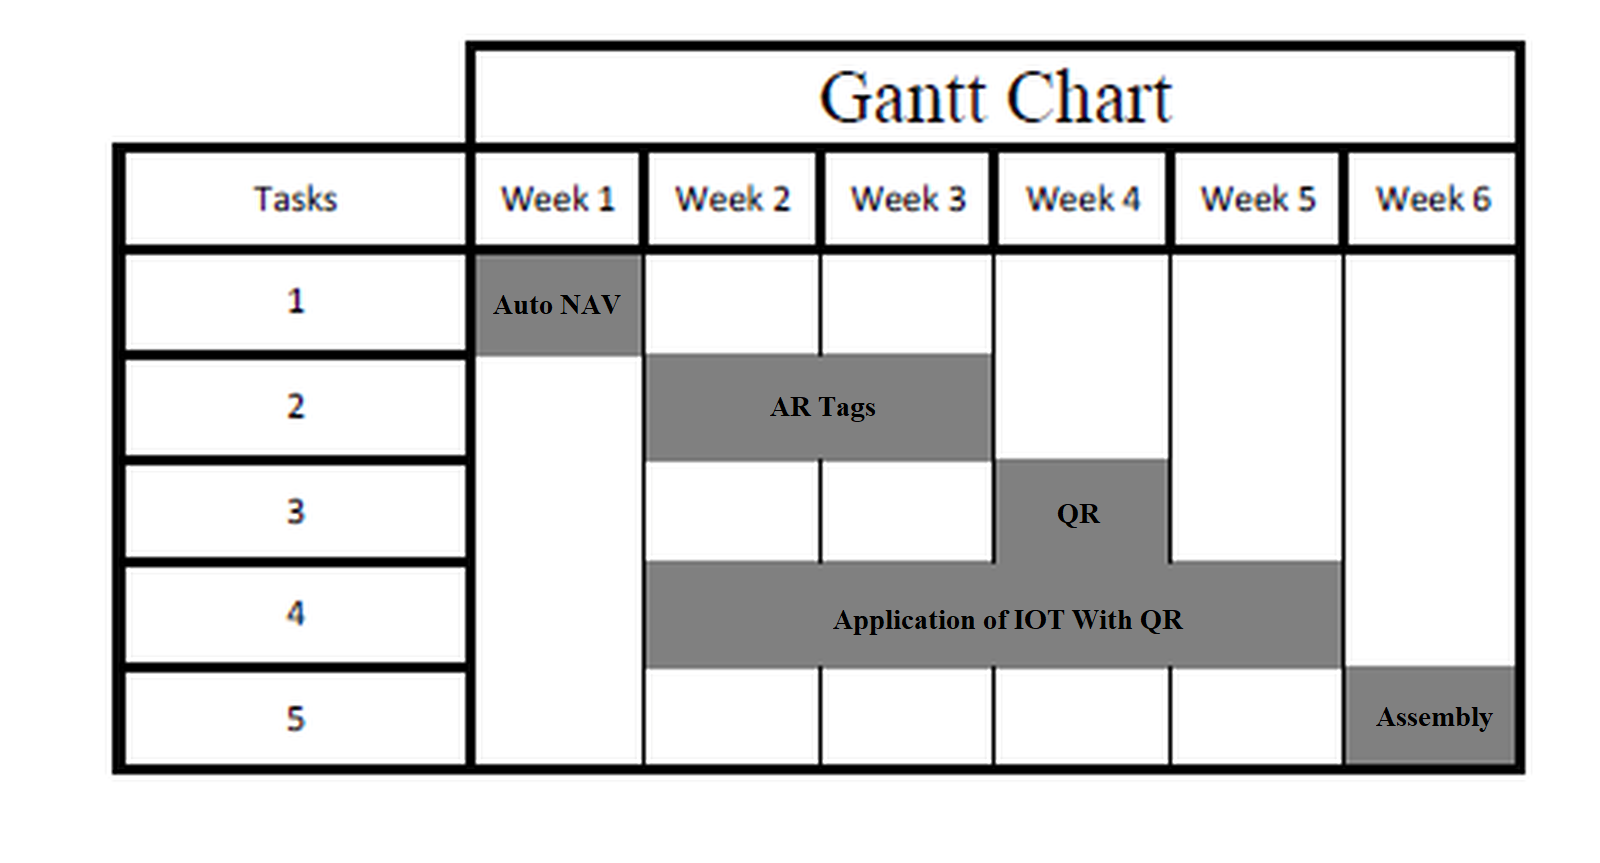 Gantt Chart
Tasks Week 1 Week 2 Week 3 Week 4 Week 5 Week 6
1 Auto NAV
2 AR Tags
3 QR
4 Application of IOT With QR
5 Assembly